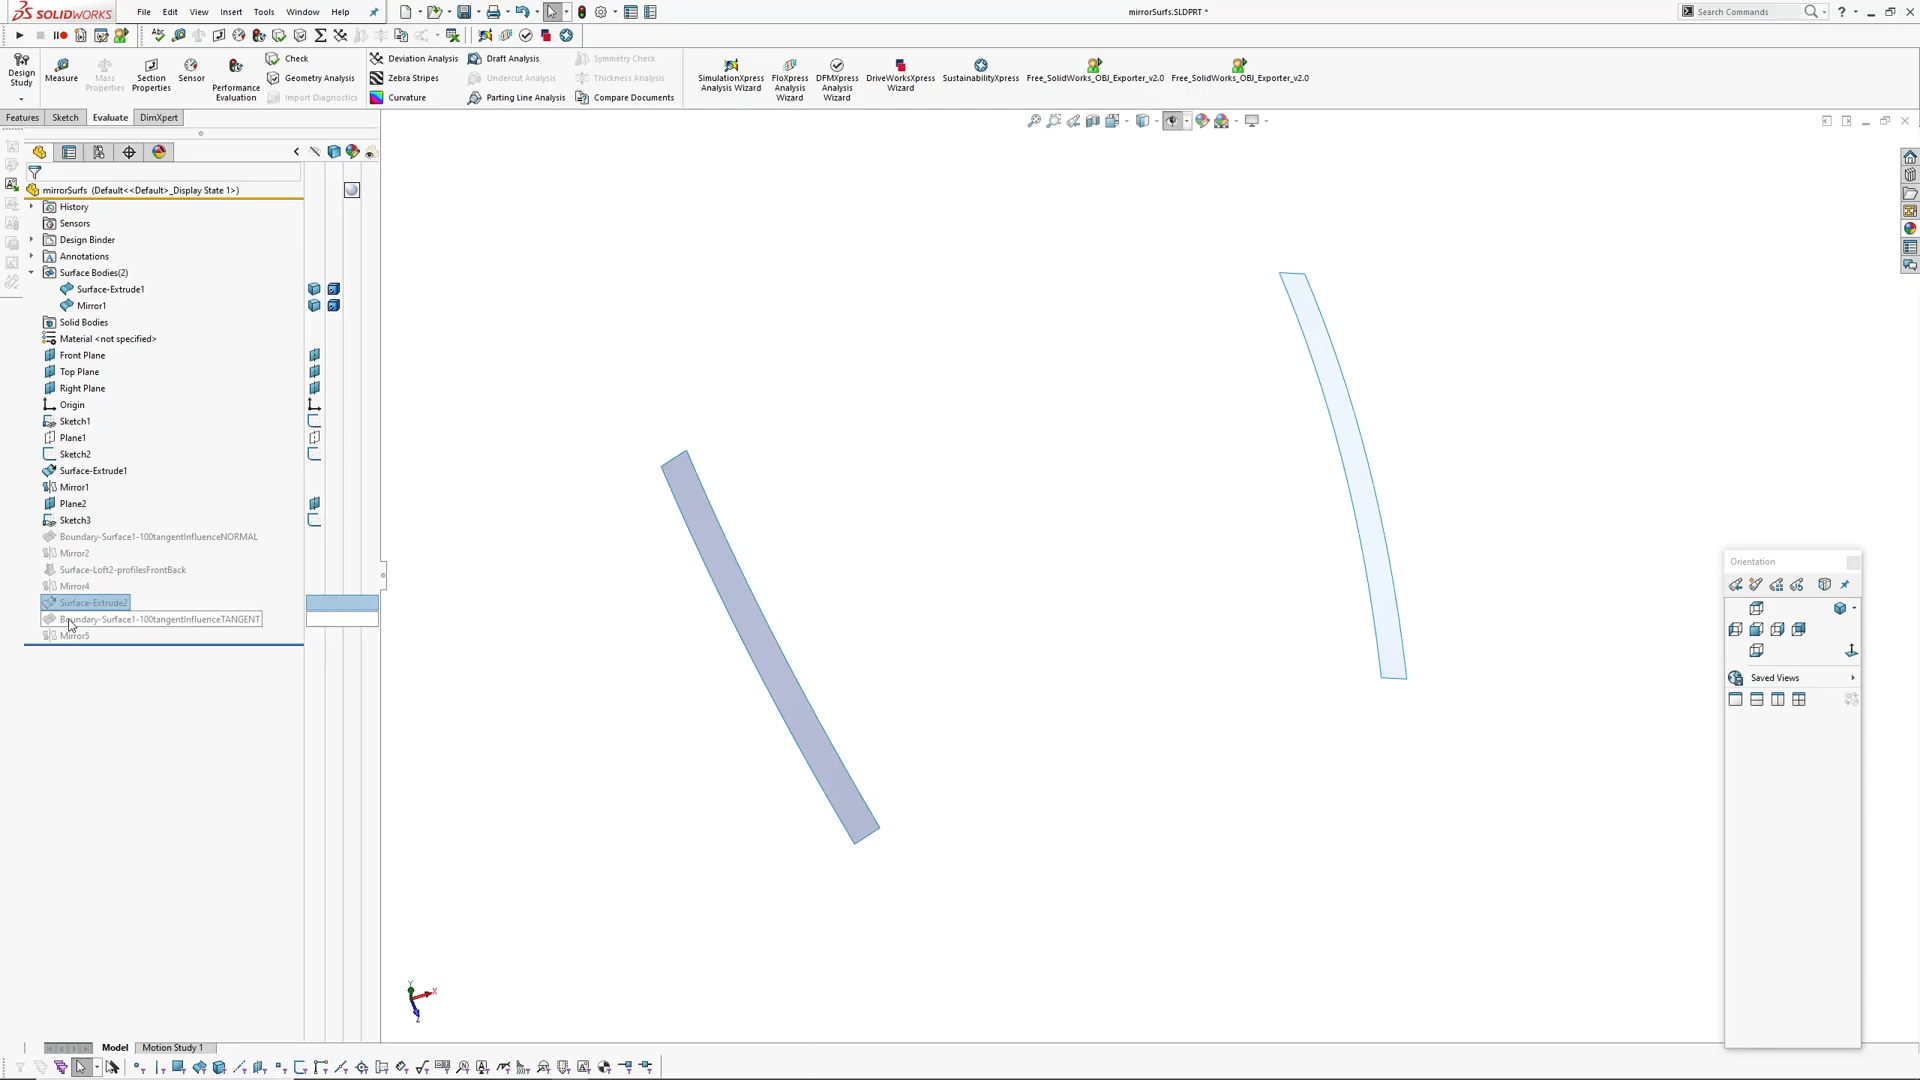 SOLIDWORKS
File Edit View Insert Tools Window Help
mirrorSurfs.SLDPRT *
Search Commands
Design Study
Measure
Mass Properties
Section Properties
Sensor
Performance Evaluation
Check
Geometry Analysis
Import Diagnostics
Deviation Analysis
Zebra Stripes
Curvature
Draft Analysis
Undercut Analysis
Parting Line Analysis
Symmetry Check
Thickness Analysis
Compare Documents
SimulationXpress Analysis Wizard
FloXpress Analysis Wizard
DFMXpress Analysis Wizard
DriveWorksXpress Wizard
SustainabilityXpress
Free_SolidWorks_OBJ_Exporter_v2.0
Free_SolidWorks_OBJ_Exporter_v2.0
Features Sketch Evaluate DimXpert
mirrorSurfs (Default<<Default>_Display State 1>)
History
Sensors
Design Binder
Annotations
Surface Bodies(2)
Surface-Extrude1
Mirror1
Solid Bodies
Material <not specified>
Front Plane
Top Plane
Right Plane
Origin
Sketch1
Plane1
Sketch2
Surface-Extrude1
Mirror1
Plane2
Sketch3
Boundary-Surface1-100tangentInfluenceNORMAL
Mirror2
Surface-Loft2-profilesFrontBack
Mirror4
Surface-Extrude2
Boundary-Surface1-100tangentInfluenceTANGENT
Mirror5
Orientation
Saved Views
Y
X
Z
Model Motion Study 1